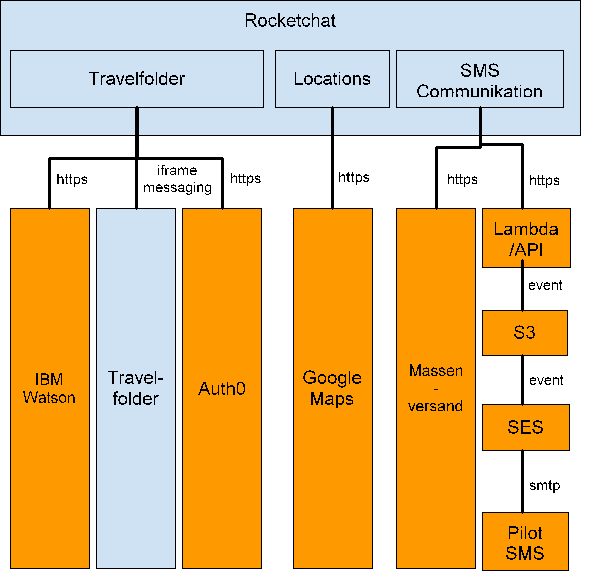 Rocketchat
Travelfolder
Locations
SMS
Communikation
https
iframe
messaging
https
https
https
https
IBM
Watson
Travel-
folder
Auth0
Google
Maps
Massen
-
versand
Lambda
/API
event
S3
event
SES
smtp
Pilot
SMS